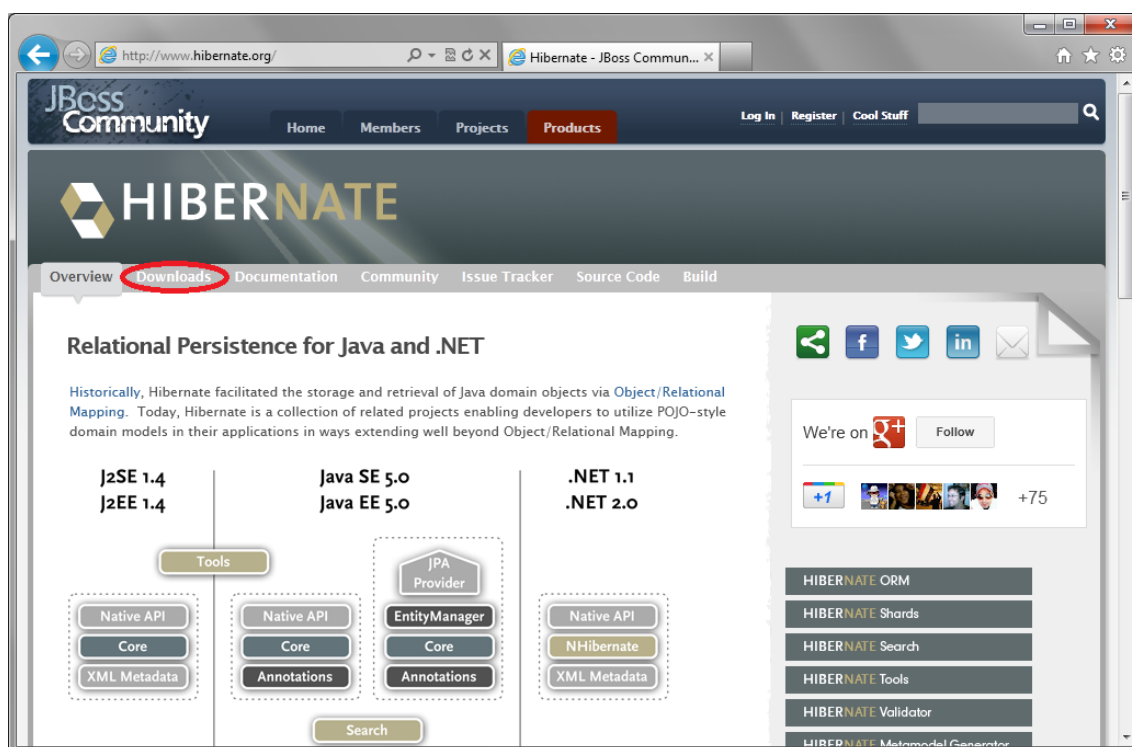 http://www.hibernate.org/
Hibernate - JBoss Commun...
JBoss
Community
Home Members Projects Products
Log In | Register | Cool Stuff
HIBERNATE
Overview Downloads Documentation Community Issue Tracker Source Code Build
Relational Persistence for Java and .NET
Historically, Hibernate facilitated the storage and retrieval of Java domain objects via Object/Relational
Mapping. Today, Hibernate is a collection of related projects enabling developers to utilize POJO-style
domain models in their applications in ways extending well beyond Object/Relational Mapping.
J2SE 1.4 Java SE 5.0 .NET 1.1
J2EE 1.4 Java EE 5.0 .NET 2.0
Tools
JPA
Provider
Native API Native API EntityManager Native API
Core Core Core NHibernate
XML Metadata Annotations Annotations XML Metadata
Search
f in
We're on g+ Follow
+1 +75
HIBERNATE ORM
HIBERNATE Shards
HIBERNATE Search
HIBERNATE Tools
HIBERNATE Validator
HIBERNATE Metamodel Generator